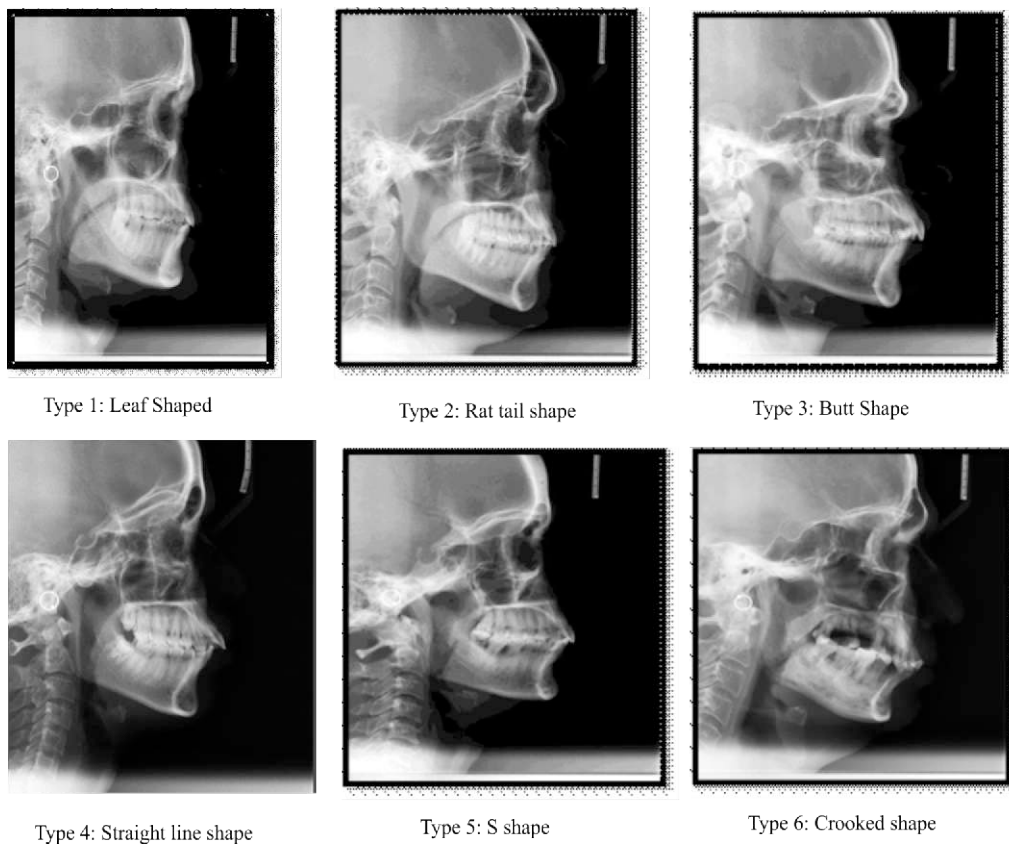 Type 1: Leaf Shaped
Type 2: Rat tail shape
Type 3: Butt Shape
Type 4: Straight line shape
Type 5: S shape
Type 6: Crooked shape